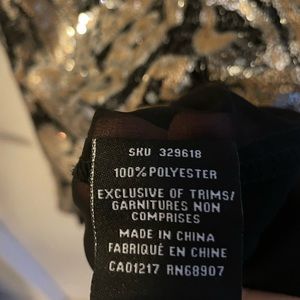 SKU 329618
100% POLYESTER
EXCLUSIVE OF TRIMS/
GARNITURES NON
COMPRISES
MADE IN CHINA
FABRIQUÉ EN CHINE
CA01217 RN68907